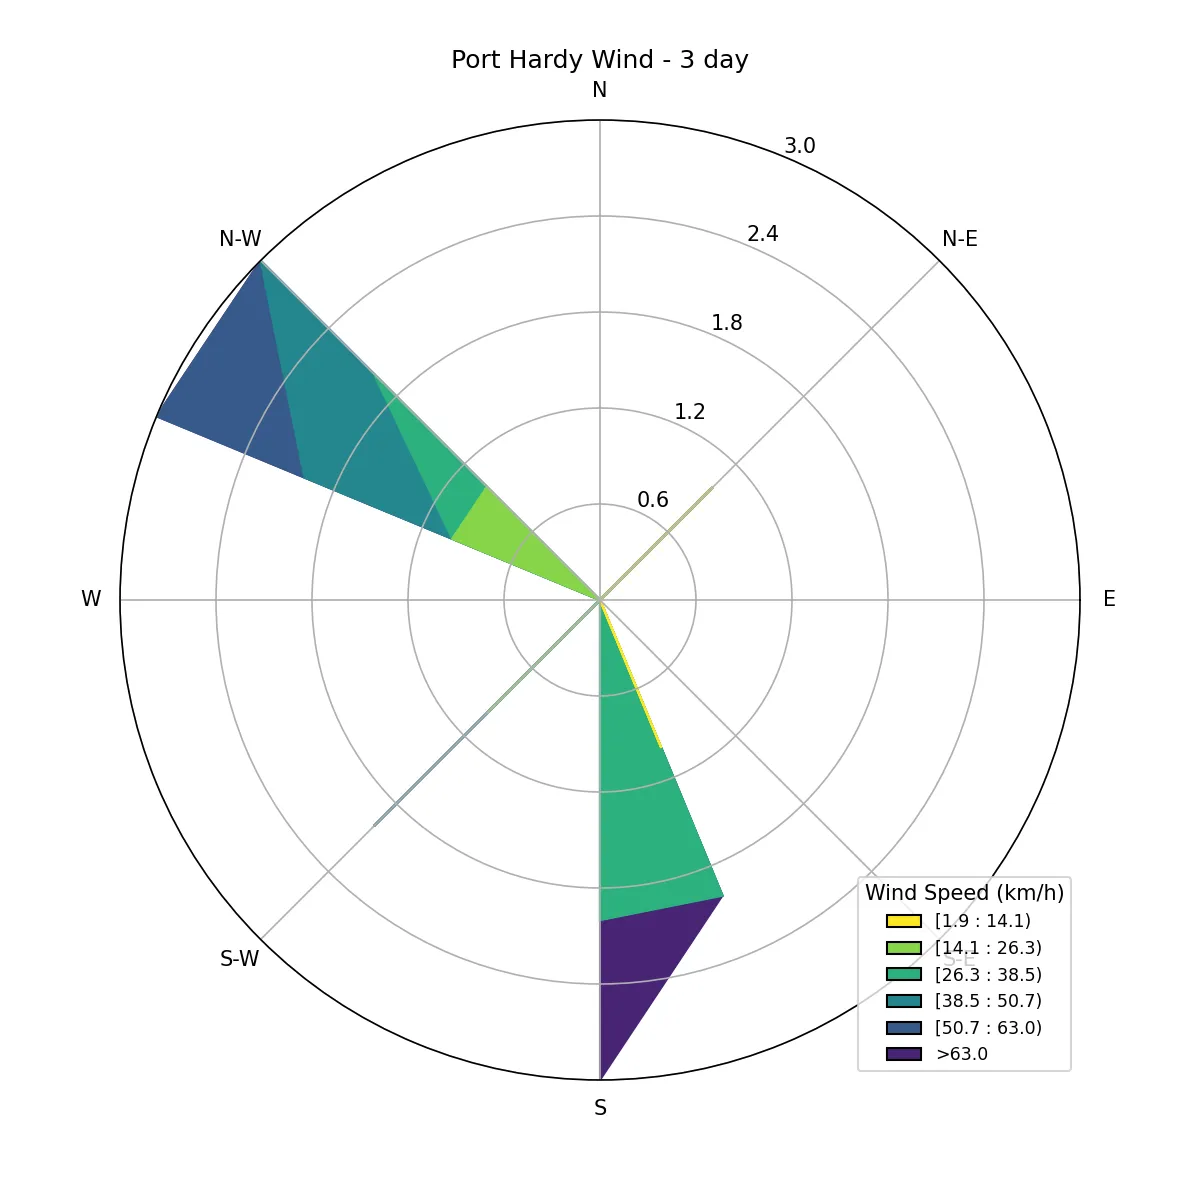 Port Hardy Wind - 3 day
N
3.0
2.4
N-W
N-E
1.8
1.2
0.6
W
E
S-W
S-E
S
Wind Speed (km/h)
[1.9 : 14.1)
[14.1 : 26.3)
[26.3 : 38.5)
[38.5 : 50.7)
[50.7 : 63.0)
>63.0